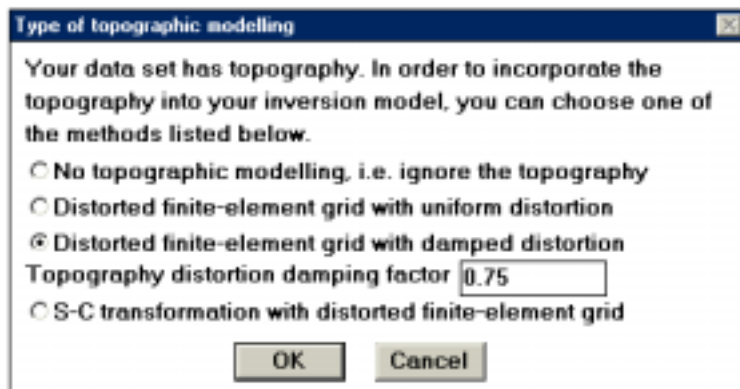 Type of topographic modelling
Your data set has topography. In order to incorporate the
topography into your inversion model, you can choose one of
the methods listed below.
No topographic modelling, i.e. ignore the topography
Distorted finite-element grid with uniform distortion
Distorted finite-element grid with damped distortion
Topography distortion damping factor 0.75
S-C transformation with distorted finite-element grid
OK Cancel